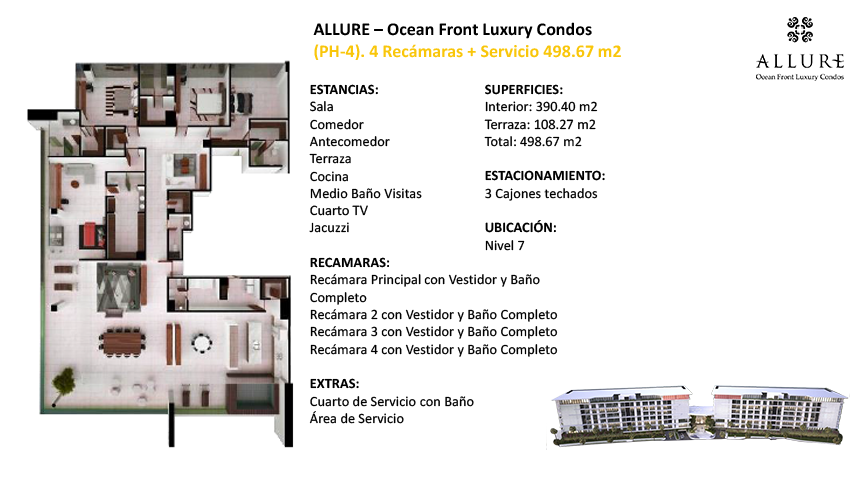 ALLURE – Ocean Front Luxury Condos
(PH-4). 4 Recámaras + Servicio 498.67 m2
ALLURE
Ocean Front Luxury Condos
ESTANCIAS:
Sala
Comedor
Antecomedor
Terraza
Cocina
Medio Baño Visitas
Cuarto TV
Jacuzzi
RECAMARAS:
Recámara Principal con Vestidor y Baño
Completo
Recámara 2 con Vestidor y Baño Completo
Recámara 3 con Vestidor y Baño Completo
Recámara 4 con Vestidor y Baño Completo
EXTRAS:
Cuarto de Servicio con Baño
Área de Servicio
SUPERFICIES:
Interior: 390.40 m2
Terraza: 108.27 m2
Total: 498.67 m2
ESTACIONAMIENTO:
3 Cajones techados
UBICACIÓN:
Nivel 7